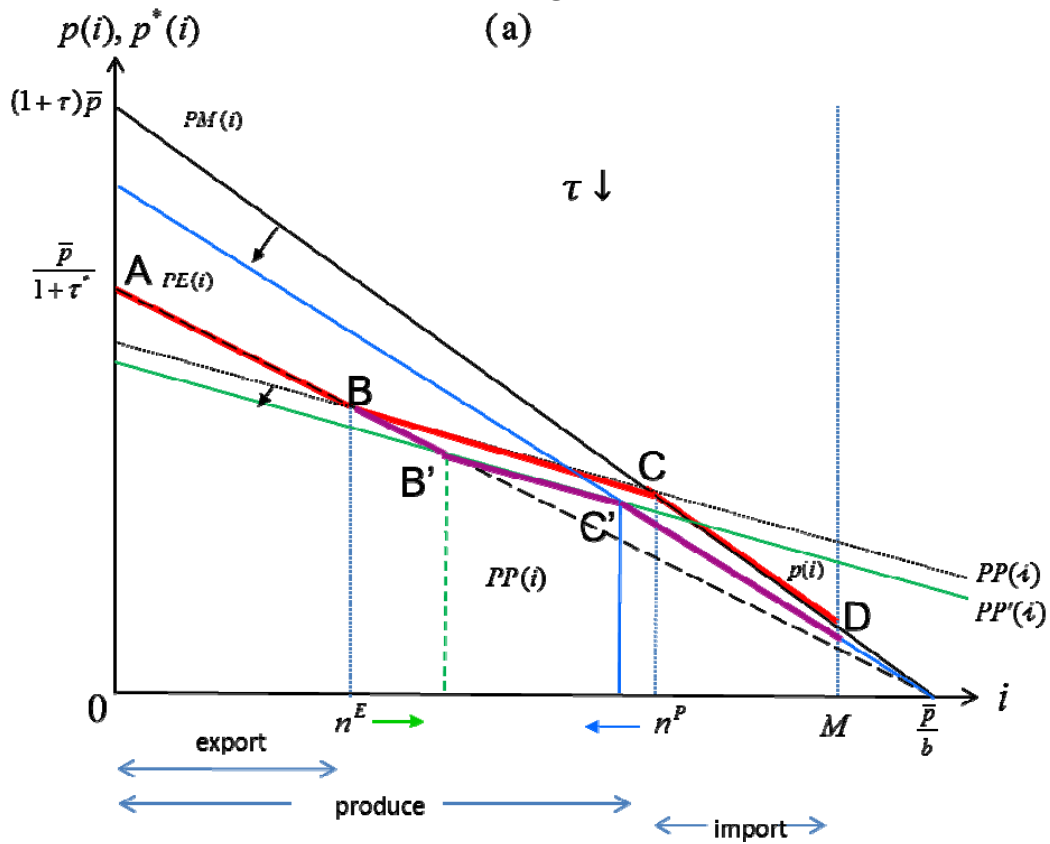 (a)
p(i), p*(i)
(1+τ)p̄
PM(i)
τ ↓
p̄/(1+τ*)
A
PE(i)
B
C
B'
C'
PP(i)
p(i)
D
PP(i)
PP'(i)
0
n^E
n^P
M
p̄/b
i
export
produce
import